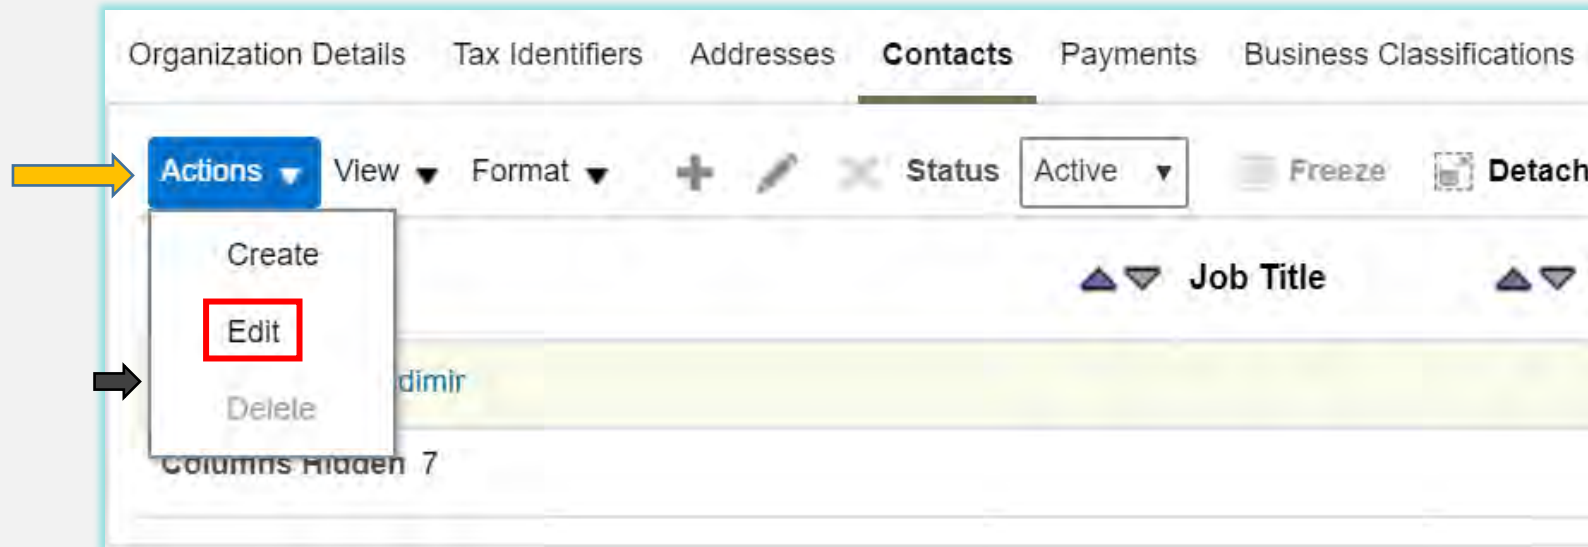 Organization Details Tax Identifiers Addresses Contacts Payments Business Classifications
Actions View Format Status Active Freeze Detach
Create
Job Title
Edit
dimir
Delete
Columns Hidden 7